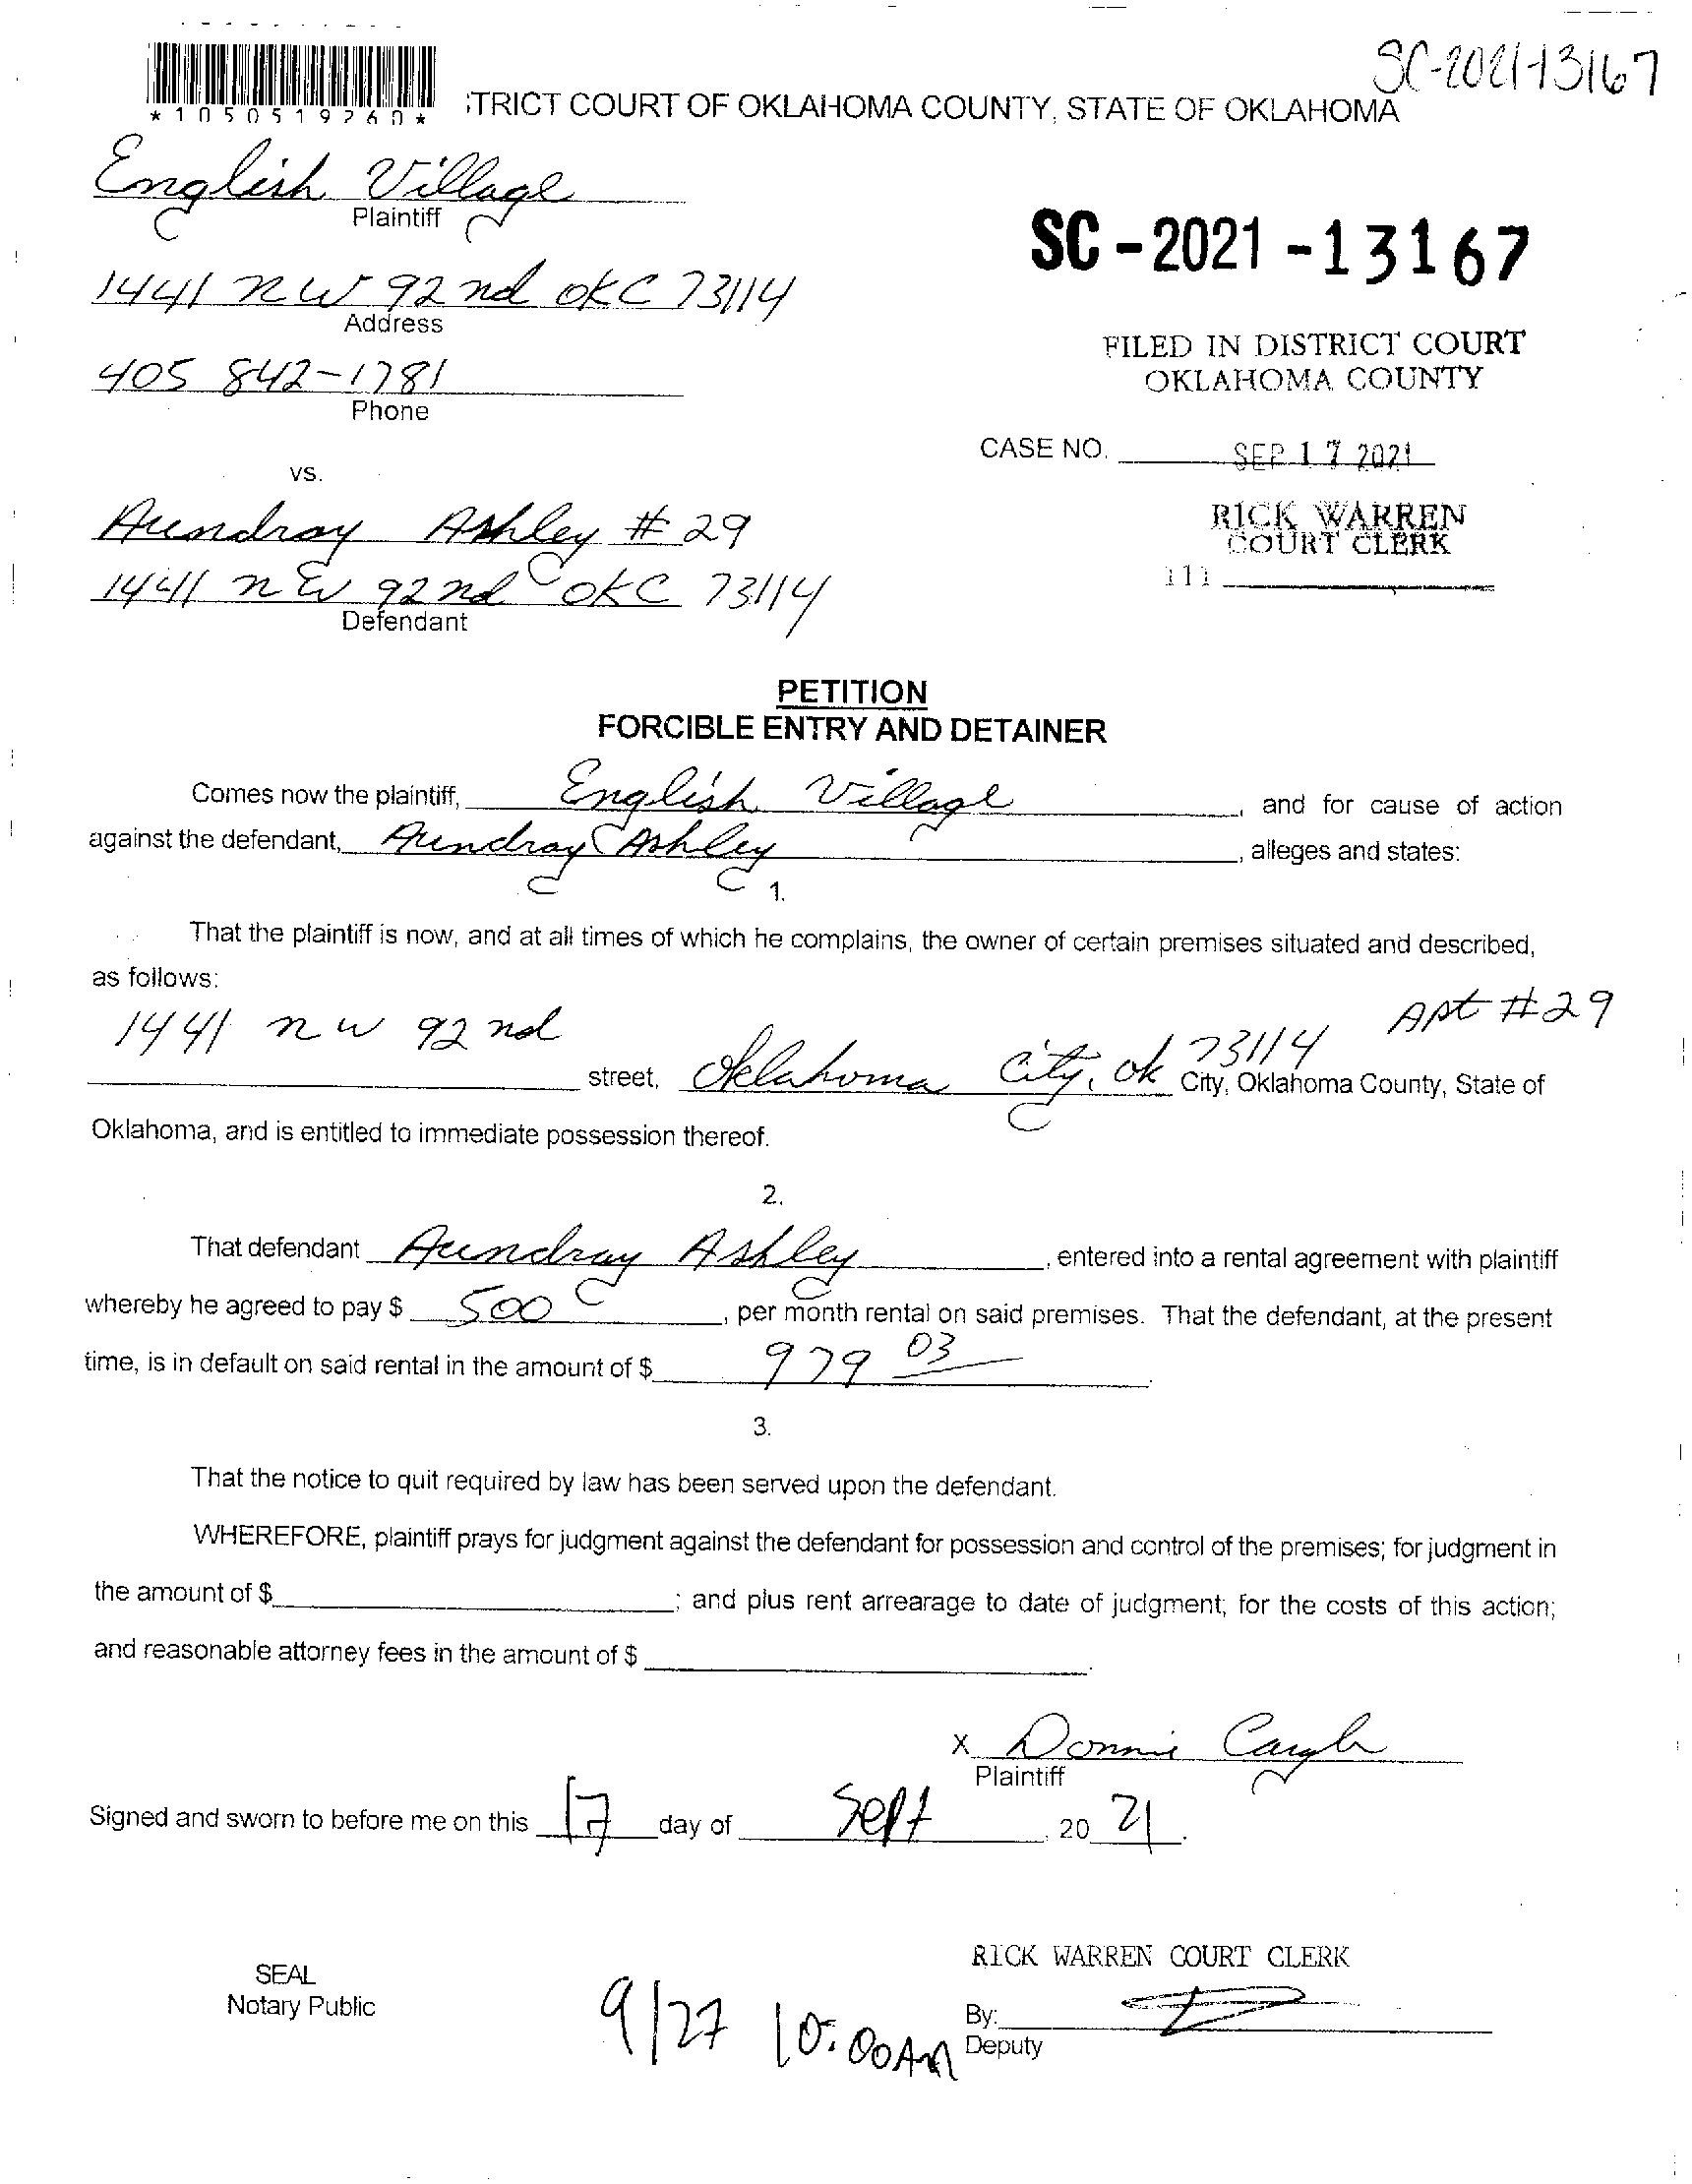 SC-2021-13167
*1050519260*
TRICT COURT OF OKLAHOMA COUNTY, STATE OF OKLAHOMA
English Village
Plaintiff
SC-2021-13167
1441 NW 92nd OKC 73114
Address
FILED IN DISTRICT COURT
OKLAHOMA COUNTY
405 842-1781
Phone
CASE NO.
SEP 17 2021
vs.
RICK WARREN
COURT CLERK
Aundray Ashley #29
111
1441 NW 92nd OKC 73114
Defendant
PETITION
FORCIBLE ENTRY AND DETAINER
Comes now the plaintiff, English Village, and for cause of action
against the defendant, Aundray Ashley, alleges and states:
1.
That the plaintiff is now, and at all times of which he complains, the owner of certain premises situated and described,
as follows:
1441 NW 92nd Apt #29
street, Oklahoma City, OK 73114 City, Oklahoma County, State of
Oklahoma, and is entitled to immediate possession thereof.
2.
That defendant Aundray Ashley, entered into a rental agreement with plaintiff
whereby he agreed to pay $ 500, per month rental on said premises. That the defendant, at the present
time, is in default on said rental in the amount of $ 979 03.
3.
That the notice to quit required by law has been served upon the defendant.
WHEREFORE, plaintiff prays for judgment against the defendant for possession and control of the premises; for judgment in
the amount of $ ; and plus rent arrearage to date of judgment; for the costs of this action;
and reasonable attorney fees in the amount of $ .
X Donnie
Plaintiff
Signed and sworn to before me on this 17 day of Sept, 20 21.
RICK WARREN COURT CLERK
SEAL
Notary Public
9/27 10:00AM
By:
Deputy